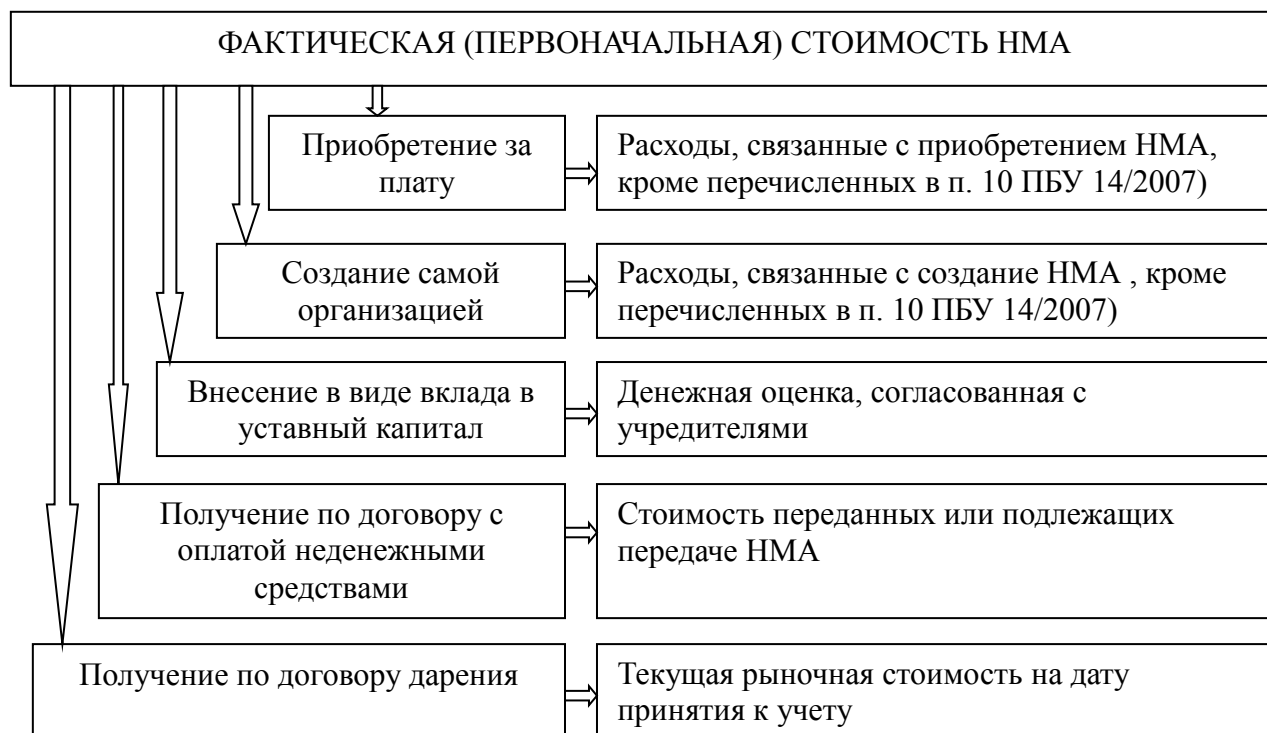 ФАКТИЧЕСКАЯ (ПЕРВОНАЧАЛЬНАЯ) СТОИМОСТЬ НМА
Приобретение за
плату
Расходы, связанные с приобретением НМА,
кроме перечисленных в п. 10 ПБУ 14/2007)
Создание самой
организацией
Расходы, связанные с создание НМА , кроме
перечисленных в п. 10 ПБУ 14/2007)
Внесение в виде вклада в
уставный капитал
Денежная оценка, согласованная с
учредителями
Получение по договору с
оплатой неденежными
средствами
Стоимость переданных или подлежащих
передаче НМА
Получение по договору дарения
Текущая рыночная стоимость на дату
принятия к учету